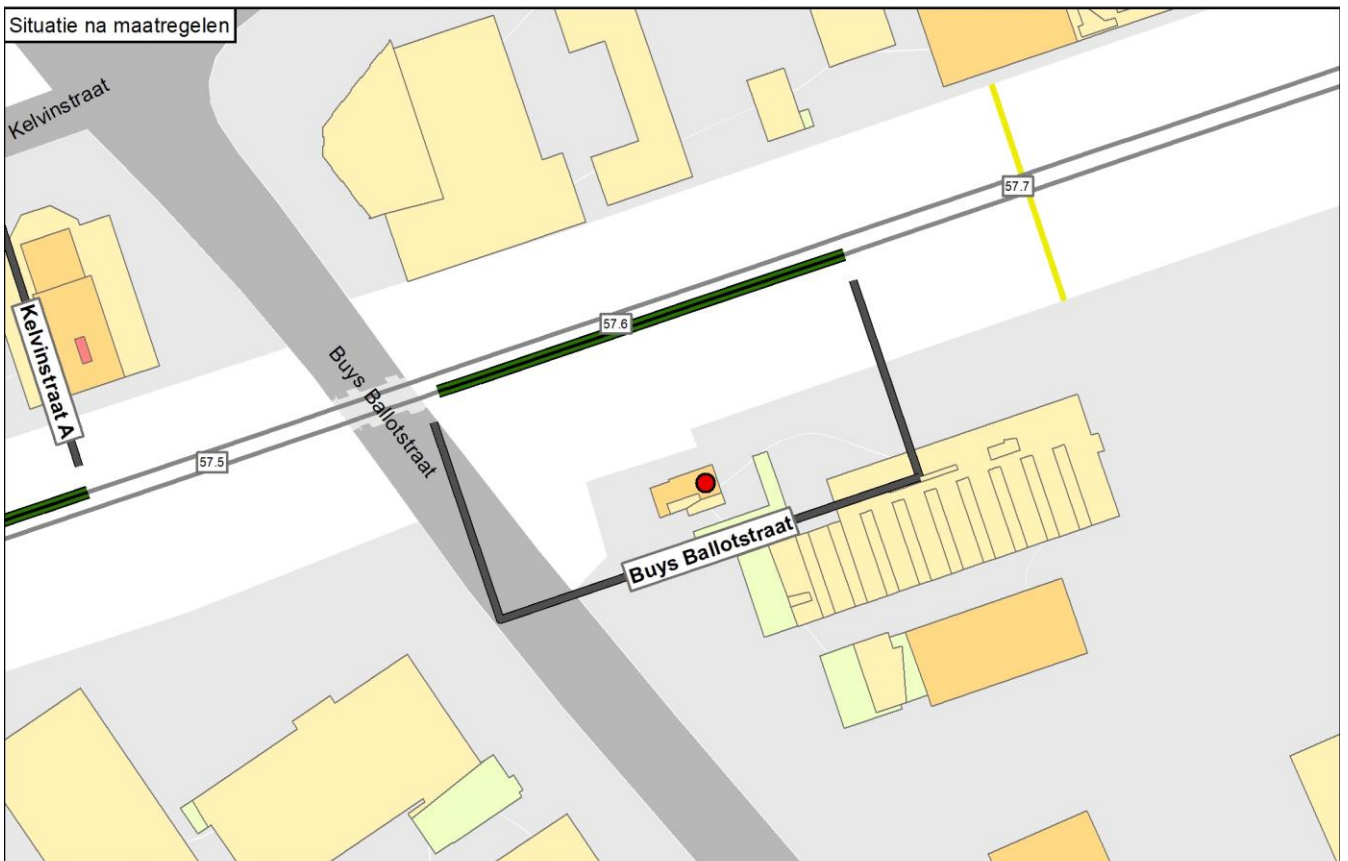 Situatie na maatregelen
Kelvinstraat
57.7
57.6
Kelvinstraat A
Buys Ballotstraat
57.5
Buys Ballotstraat